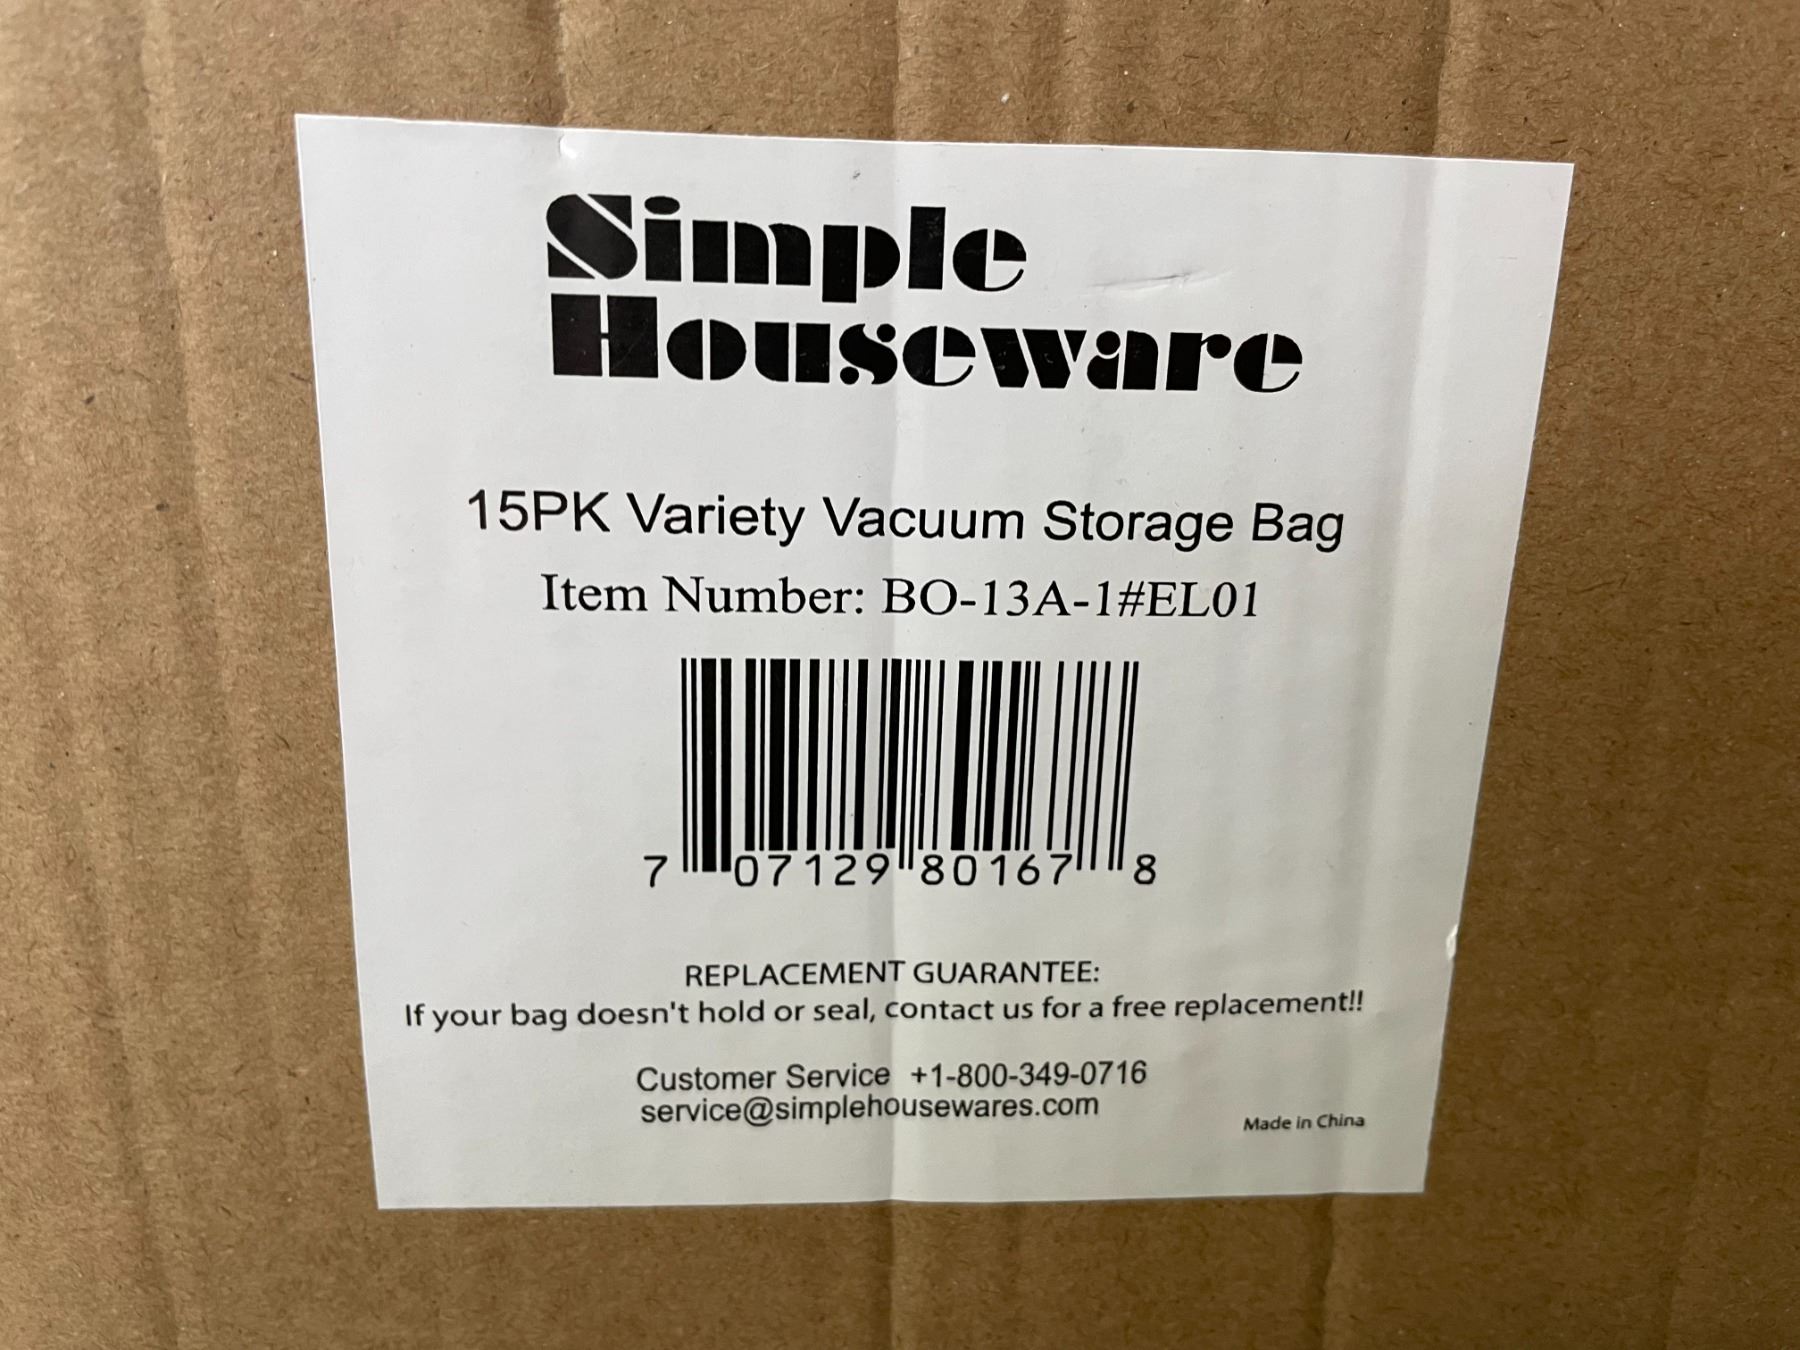 Simple
Houseware
15PK Variety Vacuum Storage Bag
Item Number: BO-13A-1#EL01
7 07129 80167 8
REPLACEMENT GUARANTEE:
If your bag doesn't hold or seal, contact us for a free replacement!!
Customer Service +1-800-349-0716
service@simplehousewares.com
Made in China